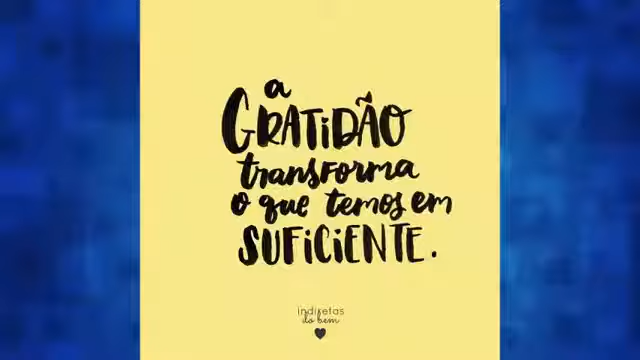 a
GRATIDÃO
transforma
o que temos em
SUFICIENTE.
indiretas
do bem